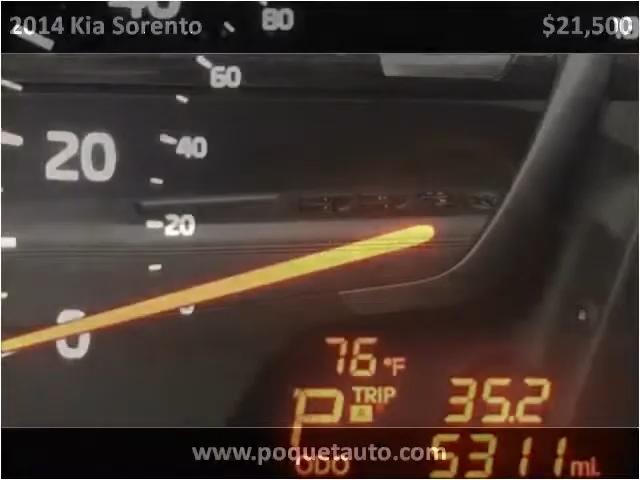 2014 Kia Sorento $21,500
40 80
60
20 40
20
0
76 °F
TRIP
P A 35.2
www.poquetauto.com
ODO 5311 mi.